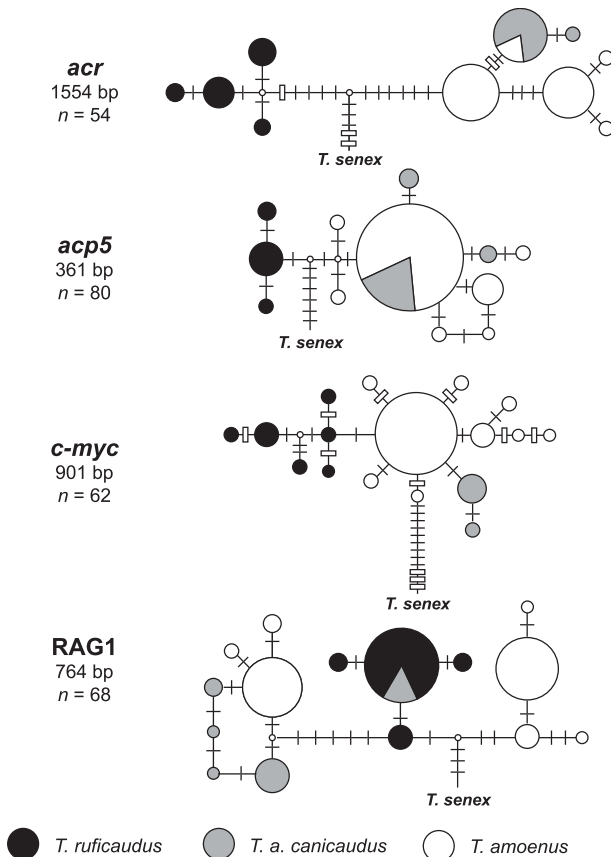 acr
1554 bp
n = 54
T. senex
acp5
361 bp
n = 80
T. senex
c-myc
901 bp
n = 62
T. senex
RAG1
764 bp
n = 68
T. senex
T. ruficaudus T. a. canicaudus T. amoenus